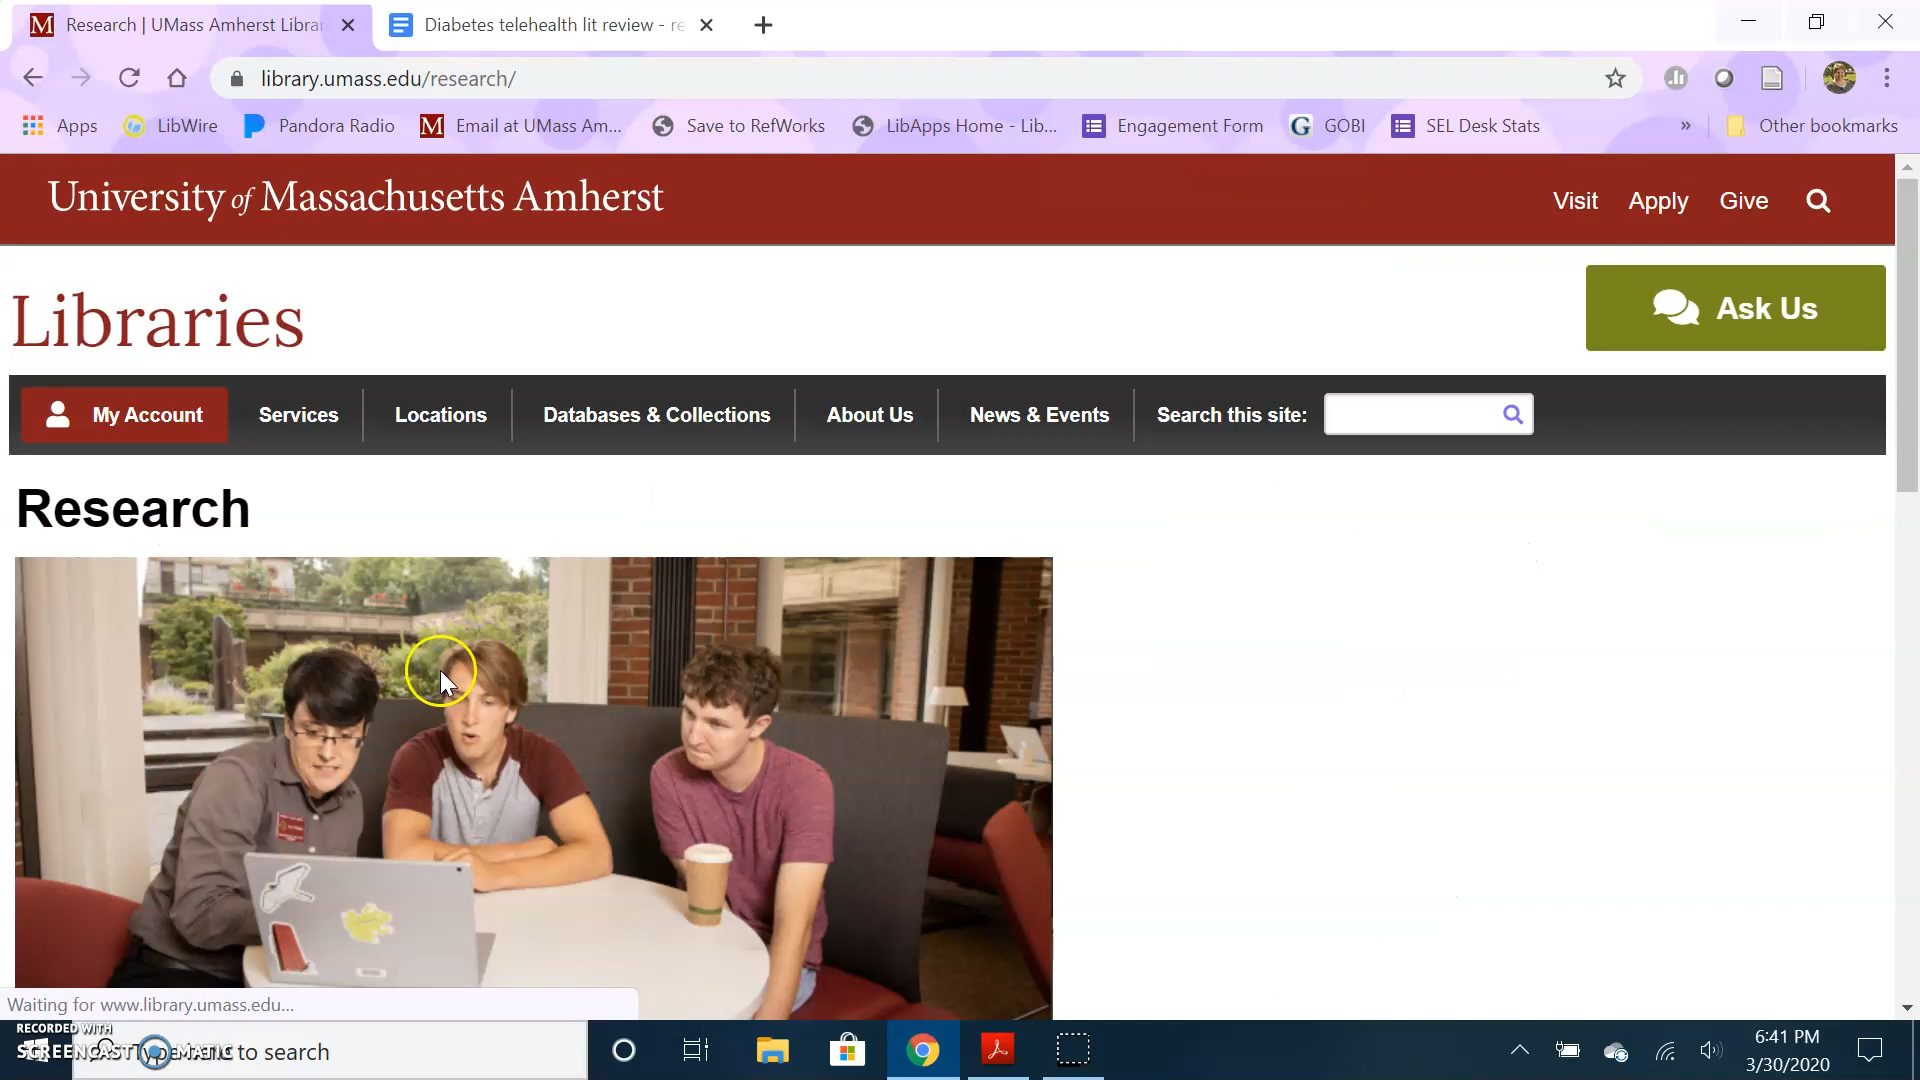 Research | UMass Amherst Librar
Diabetes telehealth lit review - re
library.umass.edu/research/
Apps
LibWire
Pandora Radio
Email at UMass Am...
Save to RefWorks
LibApps Home - Lib...
Engagement Form
GOBI
SEL Desk Stats
»
Other bookmarks
University of Massachusetts Amherst
Visit
Apply
Give
Libraries
Ask Us
My Account
Services
Locations
Databases & Collections
About Us
News & Events
Search this site:
Research
Waiting for www.library.umass.edu...
RECORDED WITH
SCREENCAST MATIC
to search
6:41 PM
3/30/2020